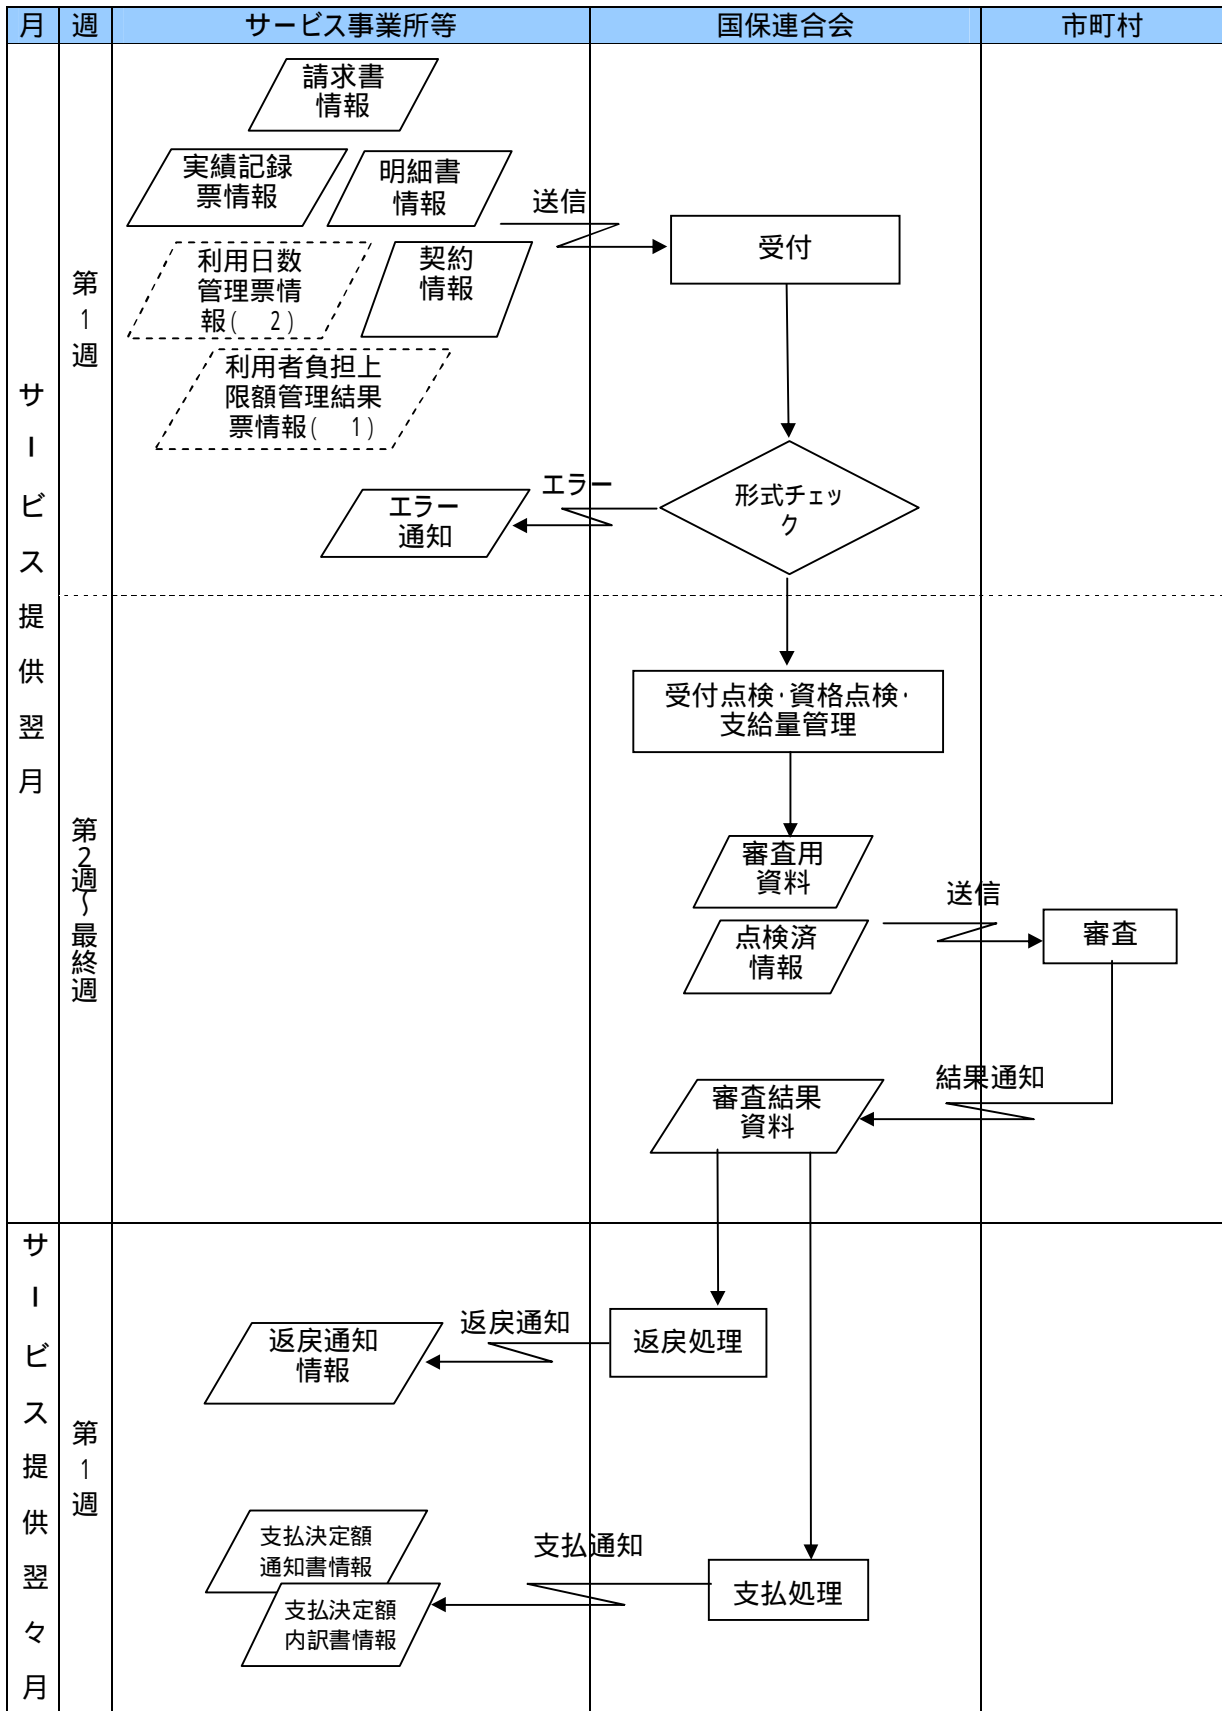 月 週 サービス事業所等 国保連合会 市町村
サービス提供翌月
第1週
請求書
情報
実績記録
票情報
明細書
情報
送信
受付
利用日数
管理票情
報( 2)
契約
情報
利用者負担上
限額管理結果
票情報( 1)
エラー
形式チェッ
ク
エラー
通知
第2週～最終週
受付点検・資格点検・
支給量管理
審査用
資料
送信
点検済
情報
審査
結果通知
審査結果
資料
サービス提供翌々月
第1週
返戻通知
返戻処理
返戻通知
情報
支払決定額
通知書情報
支払通知
支払処理
支払決定額
内訳書情報